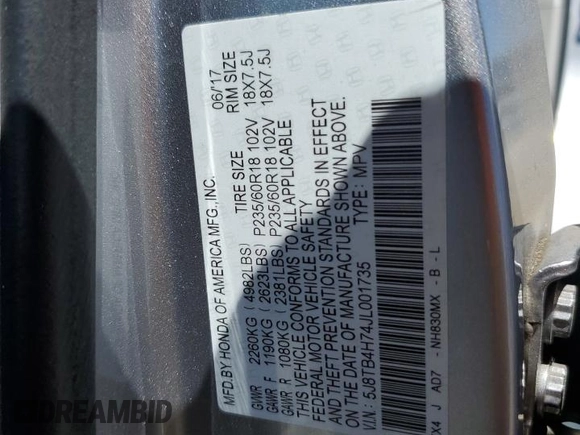 MFD.BY HONDA OF AMERICA MFG.,INC. 06/'17
TIRE SIZE RIM SIZE
GVWR 2260KG ( 4982LBS)
GAWR F 1190KG ( 2623LBS) P235/60R18 102V 18X7.5J
GAWR R 1080KG ( 2381LBS) P235/60R18 102V 18X7.5J
THIS VEHICLE CONFORMS TO ALL APPLICABLE
FEDERAL MOTOR VEHICLE SAFETY
AND THEFT PREVENTION STANDARDS IN EFFECT
ON THE DATE OF MANUFACTURE SHOWN ABOVE.
V.I.N.: 5J8TB4H74JL001735 TYPE: MPV
X4 J AD7 - NH830MX - B - L
DREAMBID